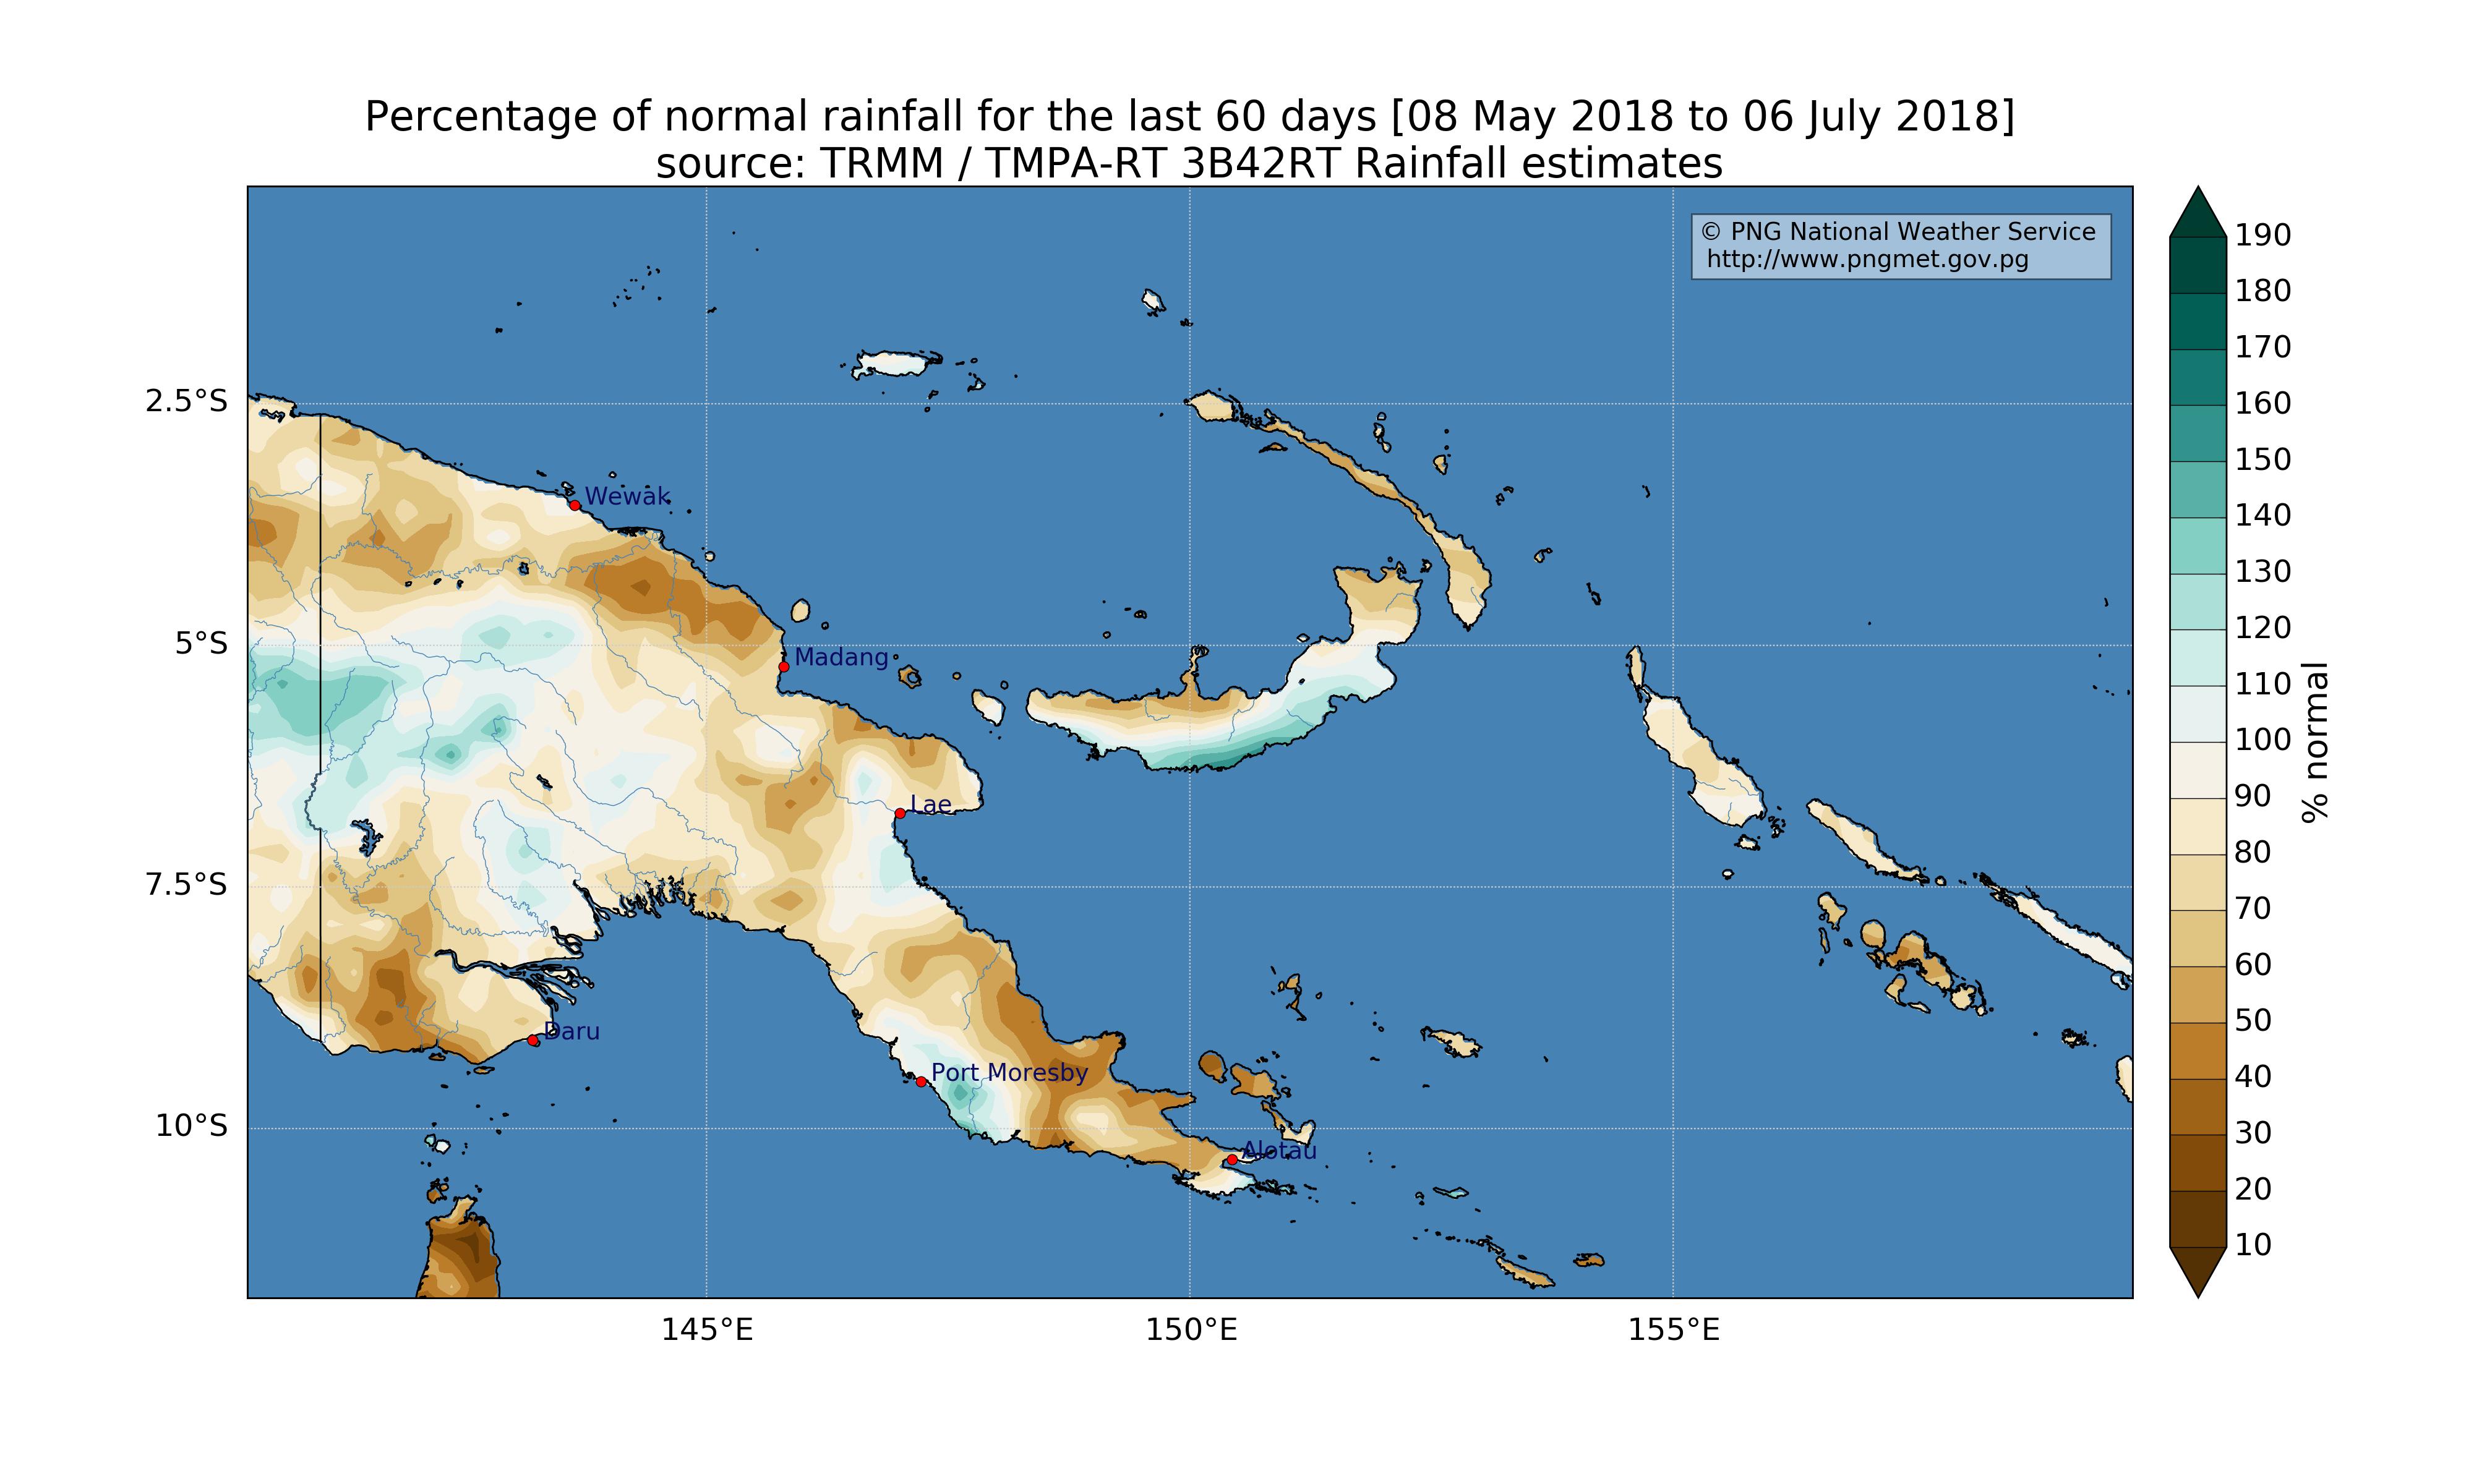 Percentage of normal rainfall for the last 60 days [08 May 2018 to 06 July 2018]
source: TRMM / TMPA-RT 3B42RT Rainfall estimates
© PNG National Weather Service
http://www.pngmet.gov.pg
190
180
170
160
150
140
130
120
110
100
90
80
70
60
50
40
30
20
10
% normal
2.5°S
5°S
7.5°S
10°S
Wewak
Madang
Lae
Daru
Port Moresby
Alotau
145°E
150°E
155°E